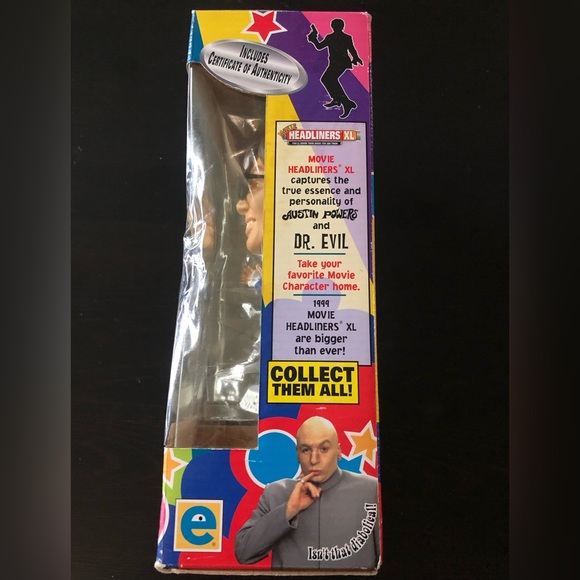 INCLUDES
CERTIFICATE OF AUTHENTICITY
MOVIE
HEADLINERS XL
MOVIE
HEADLINERS® XL
captures the
true essence and
personality of
AUSTIN POWERS
and
DR. EVIL
Take your
favorite Movie
Character home.
1999
MOVIE
HEADLINERS® XL
are bigger
than ever!
COLLECT
THEM ALL!
e
Isn't that diabolical!